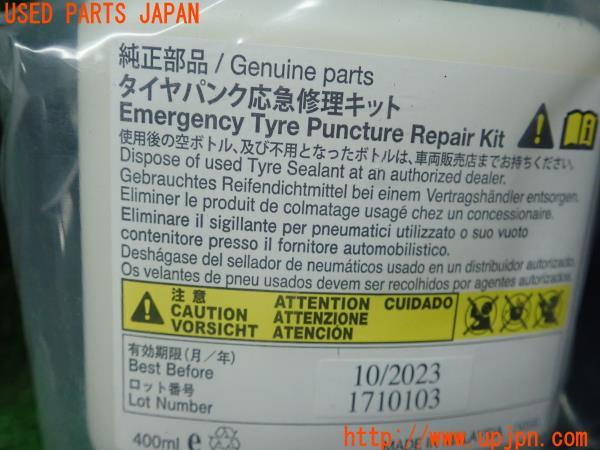 USED PARTS JAPAN
純正部品 / Genuine parts
タイヤパンク応急修理キット
Emergency Tyre Puncture Repair Kit
使用後の空ボトル、及び不用となったボトルは、車両販売店までお持ちください。
Dispose of used Tyre Sealant at an authorized dealer.
Gebrauchtes Reifendichtmittel bei einem Vertragshändler entsorgen.
Eliminer le produit de colmatage usagé chez un concessionaire.
Eliminare il sigillante per pneumatici utilizzato o suo vuoto
contenitore presso il fornitore automobilistico.
Deshágase del sellador de neumáticos usado en un distribuidor autorizado.
Os velantes de pneu usados devem ser recolhidos por agentes autorizados.
注意 ATTENTION CUIDADO
CAUTION ATTENZIONE
VORSICHT ATENCIÓN
有効期限(月/年)
Best Before 10/2023
ロット番号
Lot Number 1710103
400ml e
MADE IN
http://www.upjpn.com